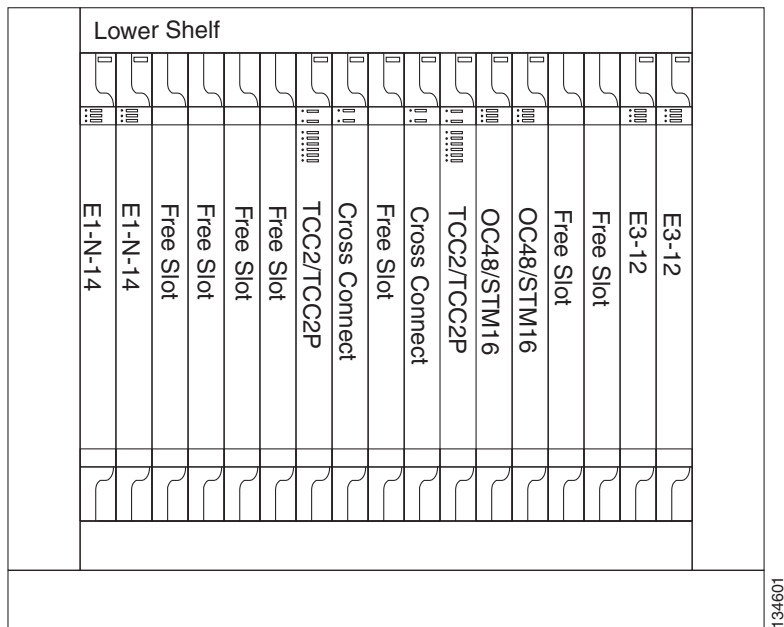 Lower Shelf
E1-N-14
E1-N-14
Free Slot
Free Slot
Free Slot
Free Slot
TCC2/TCC2P
Cross Connect
Free Slot
Cross Connect
TCC2/TCC2P
OC48/STM16
OC48/STM16
Free Slot
Free Slot
E3-12
E3-12
134601